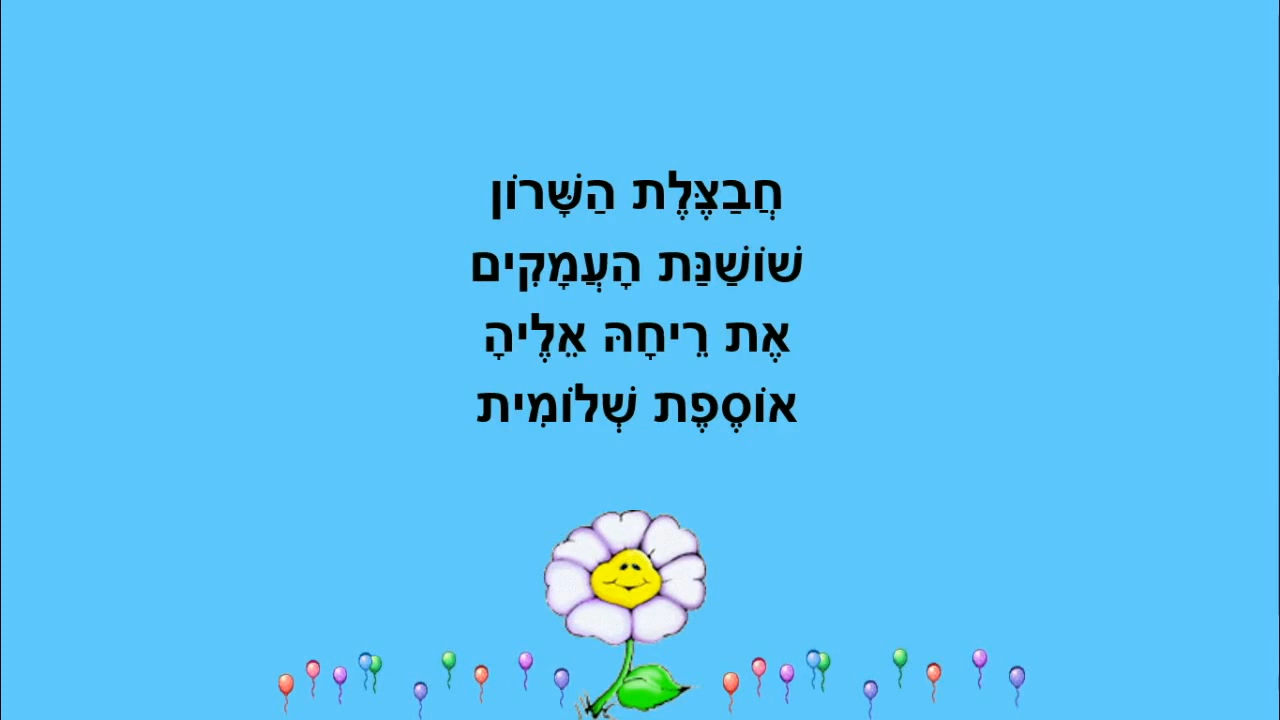 חֲבַצֶּלֶת הַשָּׁרוֹן
שׁוֹשַׁנַּת הָעֲמָקִים
אֶת רֵיחָהּ אֵלֶיהָ
אוֹסֶפֶת שְׁלוֹמִית